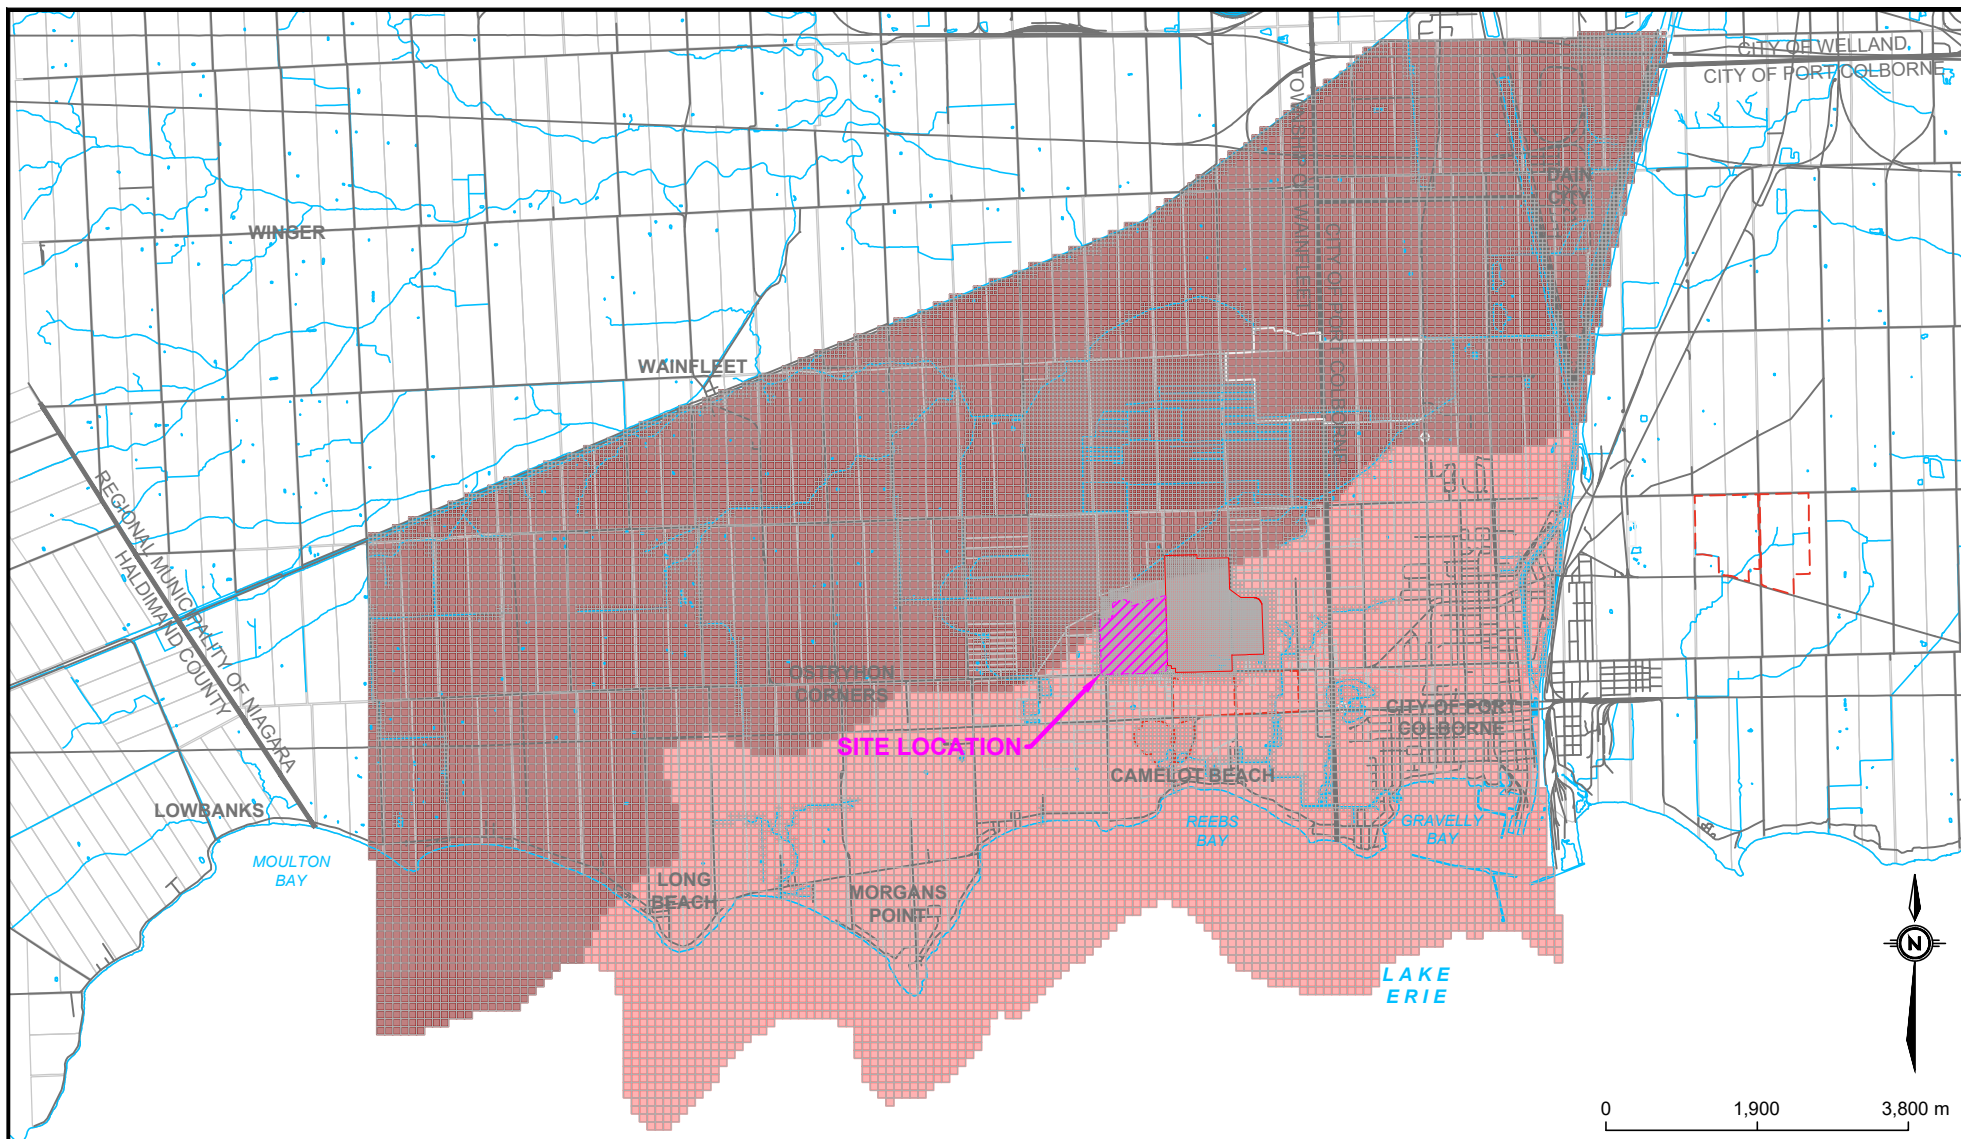 CITY OF WELLAND
CITY OF PORT COLBORNE
TOWNSHIP OF WAINFLEET
CITY OF PORT COLBORNE
DAIN
CITY
WINGER
WAINFLEET
REGIONAL MUNICIPALITY OF NIAGARA
HALDIMAND COUNTY
OSTRYHON
CORNERS
CITY OF PORT
COLBORNE
SITE LOCATION
CAMELOT BEACH
LOWBANKS
REEBS
BAY
GRAVELLY
BAY
MOULTON
BAY
LONG
BEACH
MORGANS
POINT
LAKE
ERIE
N
0 1,900 3,800 m